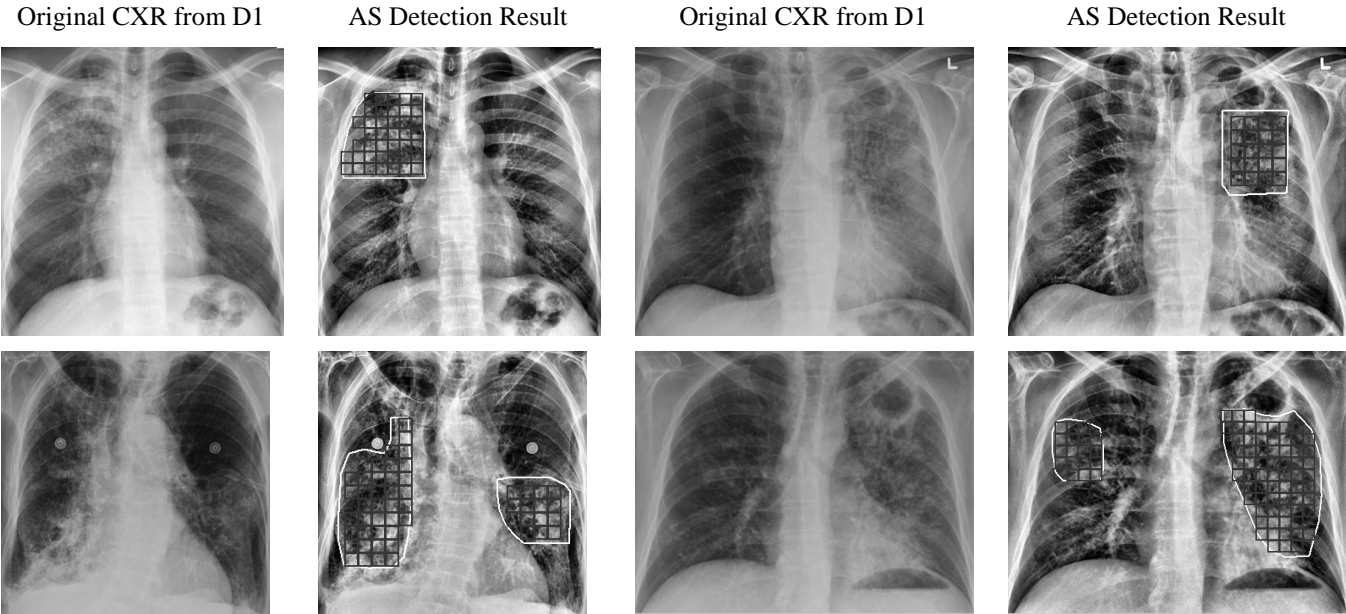 Original CXR from D1 AS Detection Result Original CXR from D1 AS Detection Result
L L